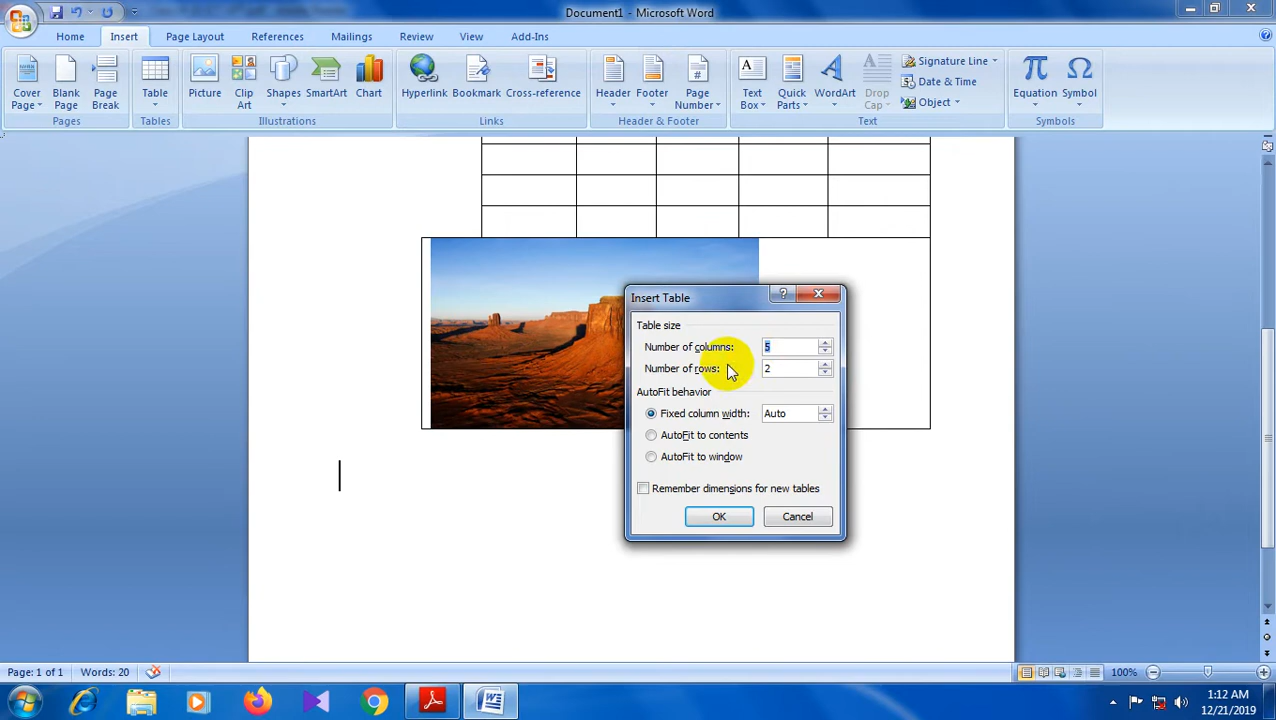 Document1 - Microsoft Word
Home Insert Page Layout References Mailings Review View Add-Ins
Cover Page Blank Page Page Break
Table
Picture Clip Art Shapes SmartArt Chart
Hyperlink Bookmark Cross-reference
Header Footer Page Number
Text Box Quick Parts WordArt Drop Cap
Signature Line
Date & Time
Object
Equation Symbol
Pages Tables Illustrations Links Header & Footer Text Symbols
Insert Table
Table size
Number of columns: 5
Number of rows: 2
AutoFit behavior
Fixed column width: Auto
AutoFit to contents
AutoFit to window
Remember dimensions for new tables
OK Cancel
Page: 1 of 1 Words: 20 100%
1:12 AM
12/21/2019